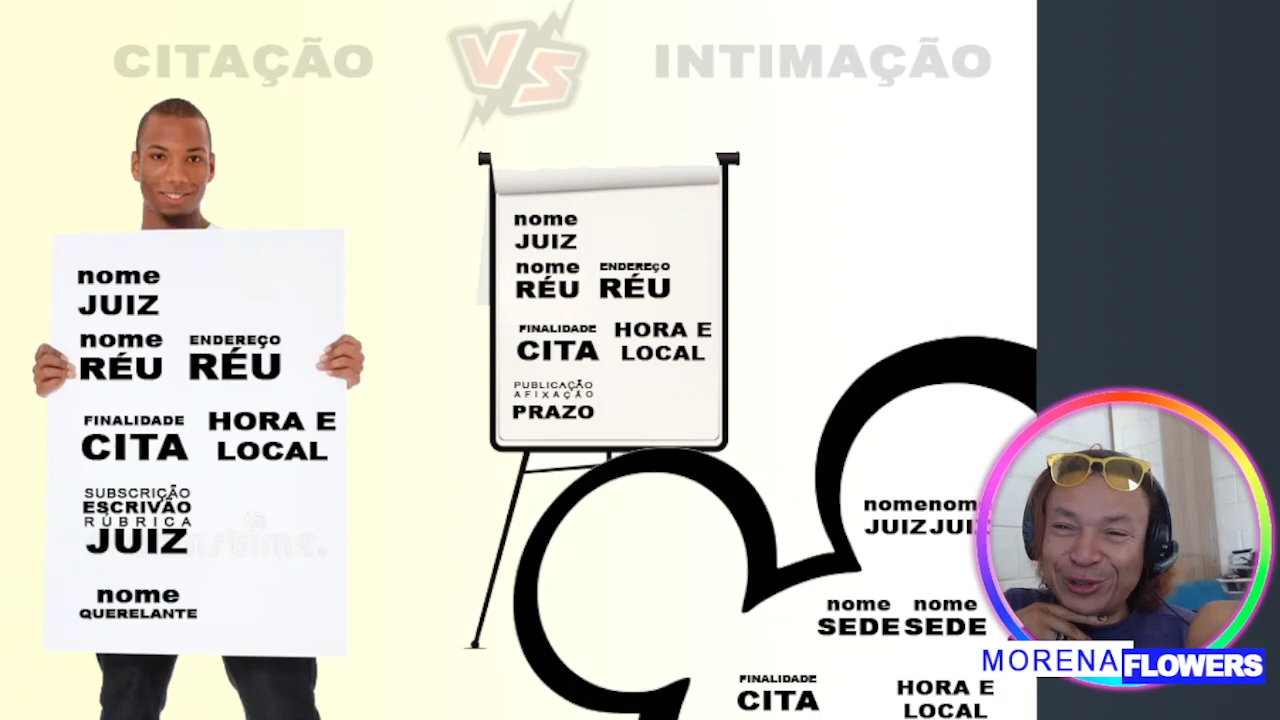 CITAÇÃO VS INTIMAÇÃO
nome
JUIZ
nome
RÉU
ENDEREÇO
RÉU
FINALIDADE
CITA
HORA E
LOCAL
SUBSCRIÇÃO
ESCRIVÃO
RÚBRICA
JUIZ
nome
QUERELANTE
nome
JUIZ
nome
RÉU
ENDEREÇO
RÉU
FINALIDADE
CITA
HORA E
LOCAL
PUBLICAÇÃO
AFIXAÇÃO
PRAZO
nomenom
JUIZJUIZ
nome nome
SEDE SEDE
FINALIDADE
CITA
HORA E
LOCAL
MORENA FLOWERS